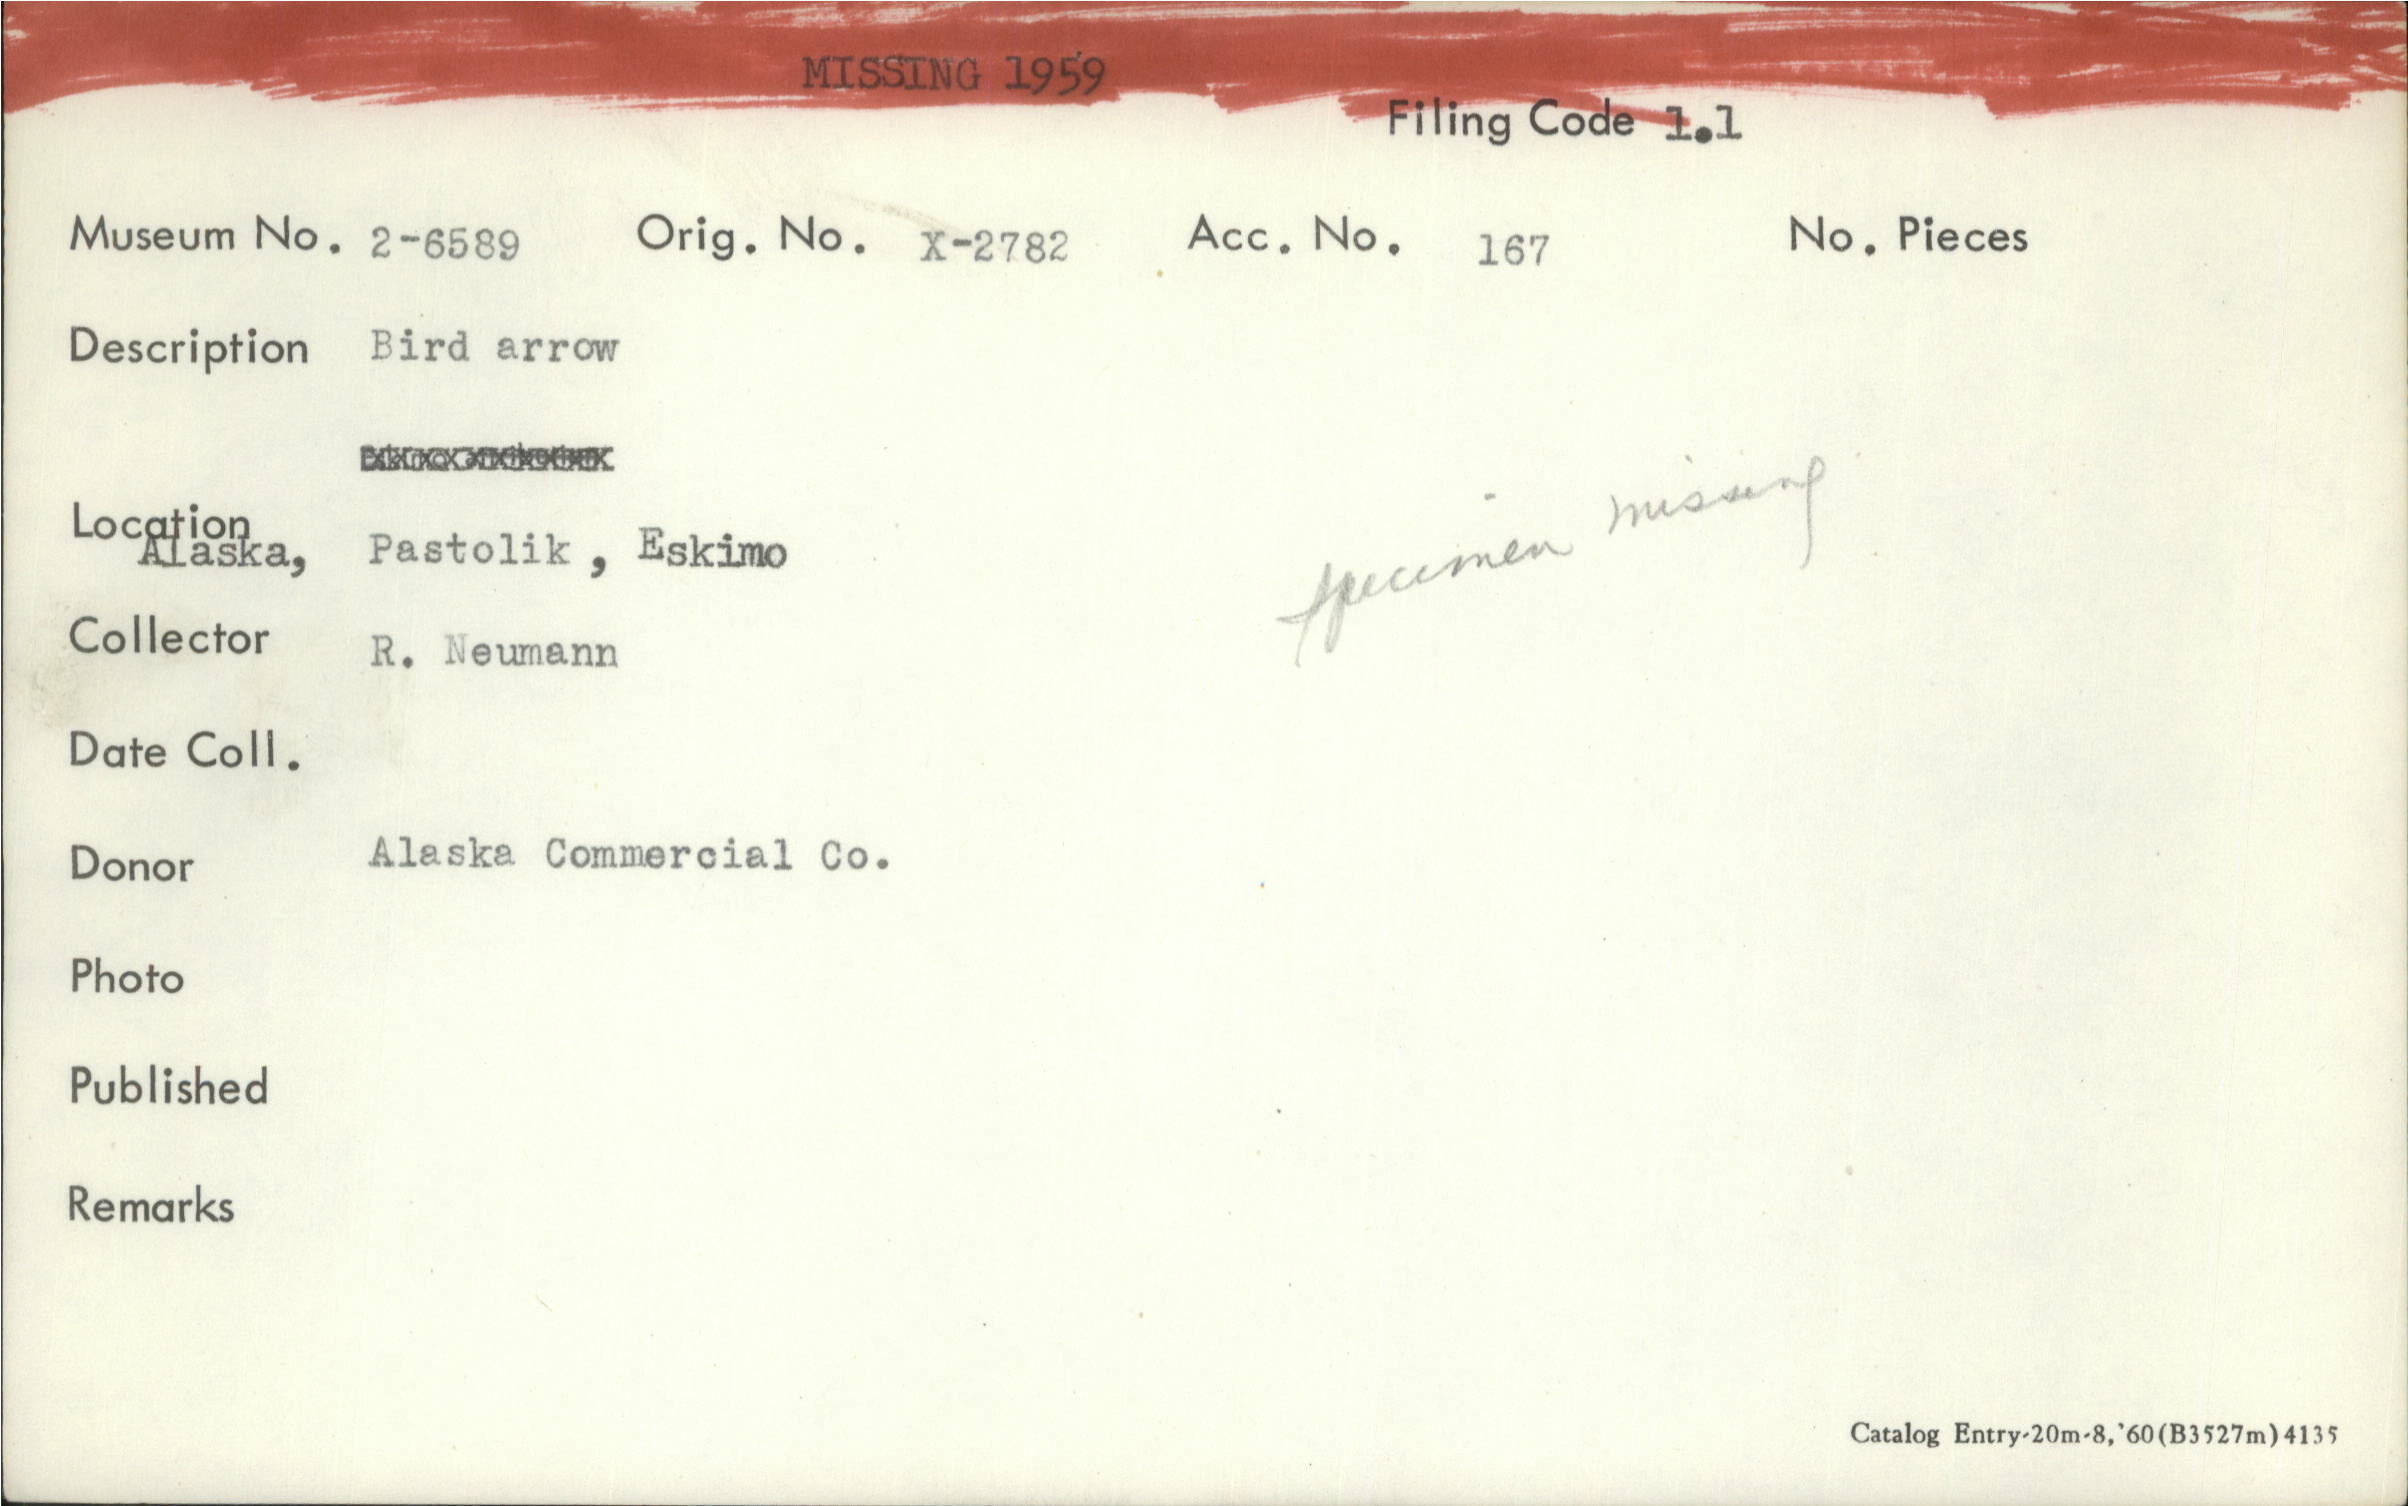 MISSING 1959
Filing Code 1.1
Museum No. 2-6589 Orig. No. X-2782 Acc. No. 167 No. Pieces
Description Bird arrow
Location
Alaska, Pastolik, Eskimo
specimen missing
Collector R. Neumann
Date Coll.
Donor Alaska Commercial Co.
Photo
Published
Remarks
Catalog Entry-20m-8,'60(B3527m)4135